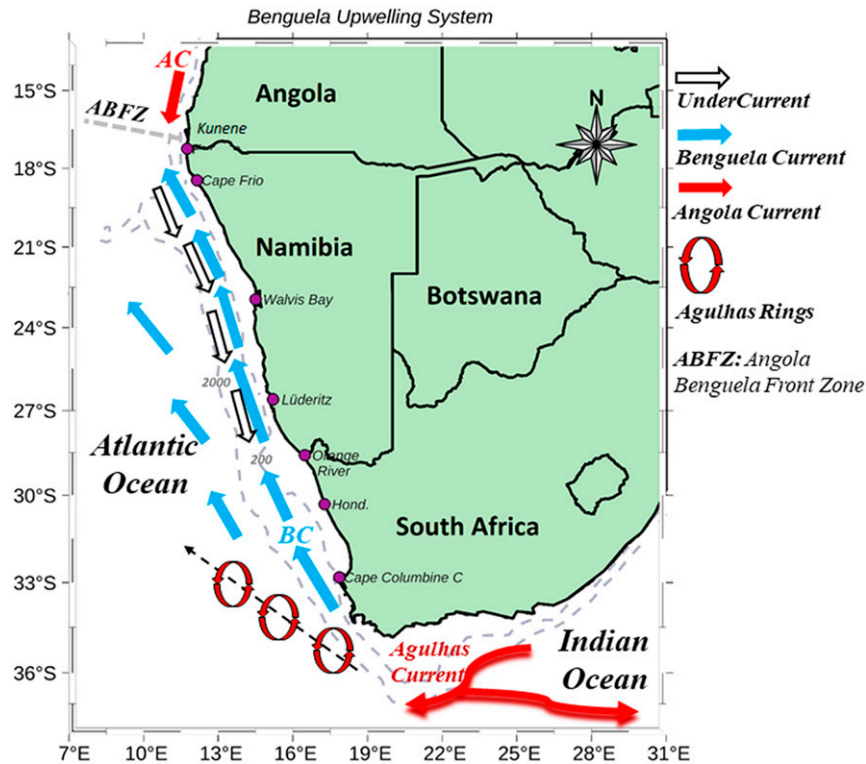 Benguela Upwelling System
AC
ABFZ
15°S
18°S
21°S
24°S
27°S
30°S
33°S
36°S
Angola
Kunene
Cape Frio
Namibia
Walvis Bay
Botswana
2000
Lüderitz
Atlantic
Ocean
200
Orange
River
Hond.
BC
South Africa
Cape Columbine C
Agulhas
Current
Indian
Ocean
7°E
10°E
13°E
16°E
19°E
22°E
25°E
28°E
31°E
N
UnderCurrent
Benguela Current
Angola Current
Agulhas Rings
ABFZ: Angola
Benguela Front Zone